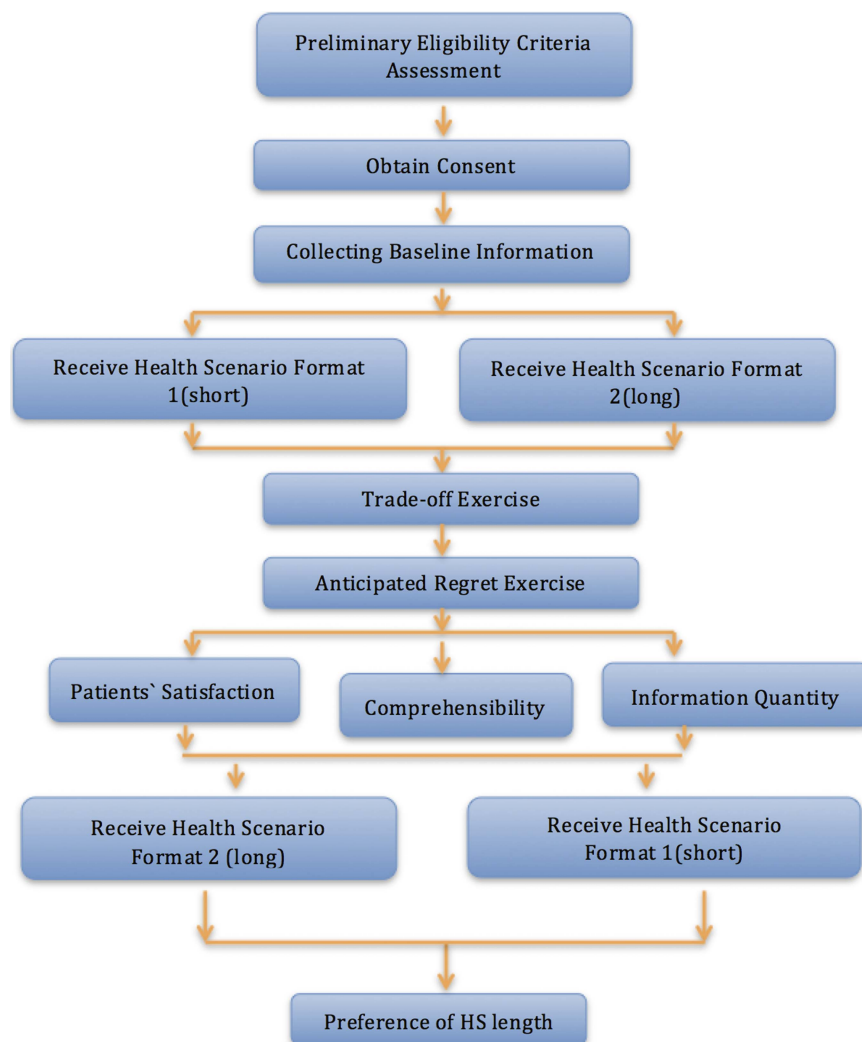 Preliminary Eligibility Criteria
Assessment
Obtain Consent
Collecting Baseline Information
Receive Health Scenario Format
1(short)
Receive Health Scenario Format
2(long)
Trade-off Exercise
Anticipated Regret Exercise
Patients` Satisfaction
Comprehensibility
Information Quantity
Receive Health Scenario
Format 2 (long)
Receive Health Scenario
Format 1(short)
Preference of HS length